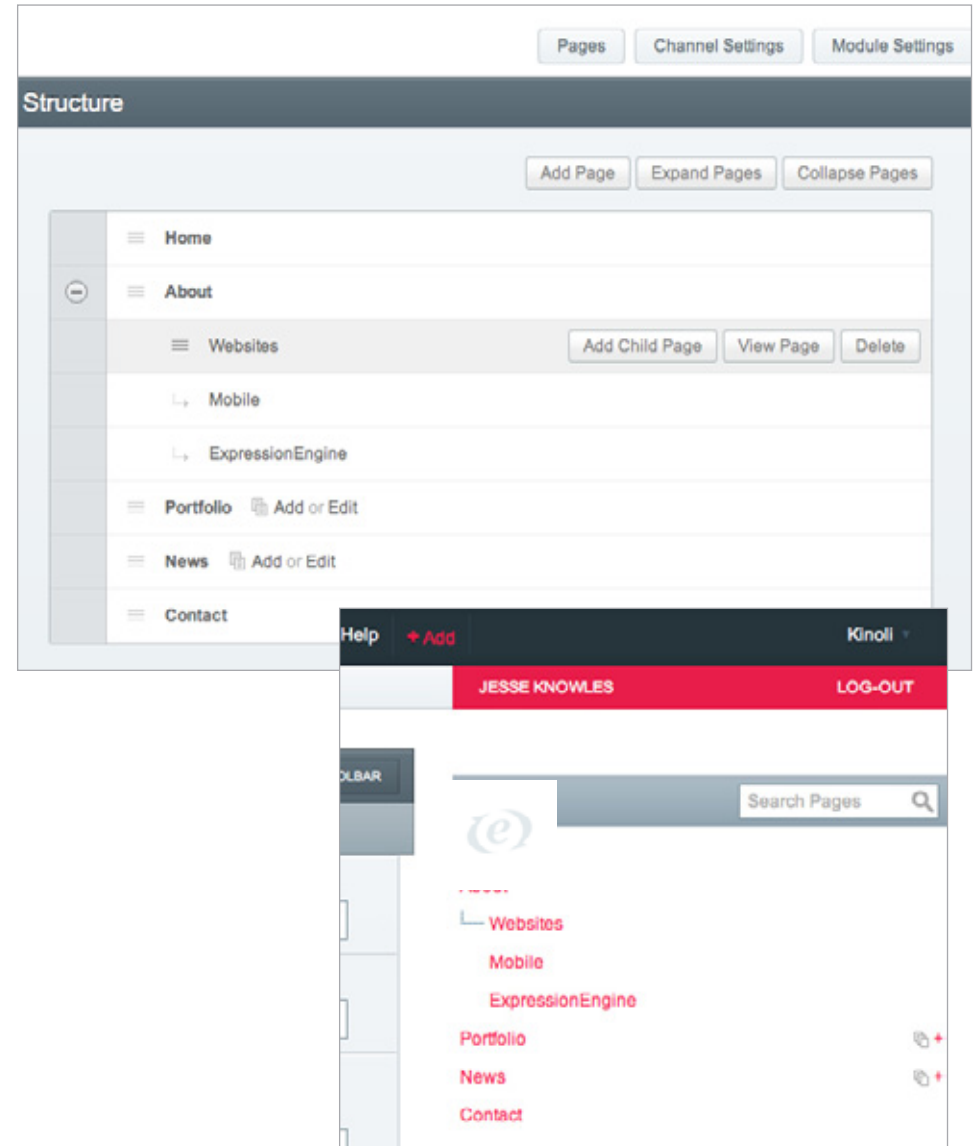 Pages Channel Settings Module Settings
Structure
Add Page Expand Pages Collapse Pages
Home
About
Websites Add Child Page View Page Delete
Mobile
ExpressionEngine
Portfolio Add or Edit
News Add or Edit
Contact
Help + Add Kinoli
JESSE KNOWLES LOG-OUT
Search Pages
Websites
Mobile
ExpressionEngine
Portfolio +
News +
Contact